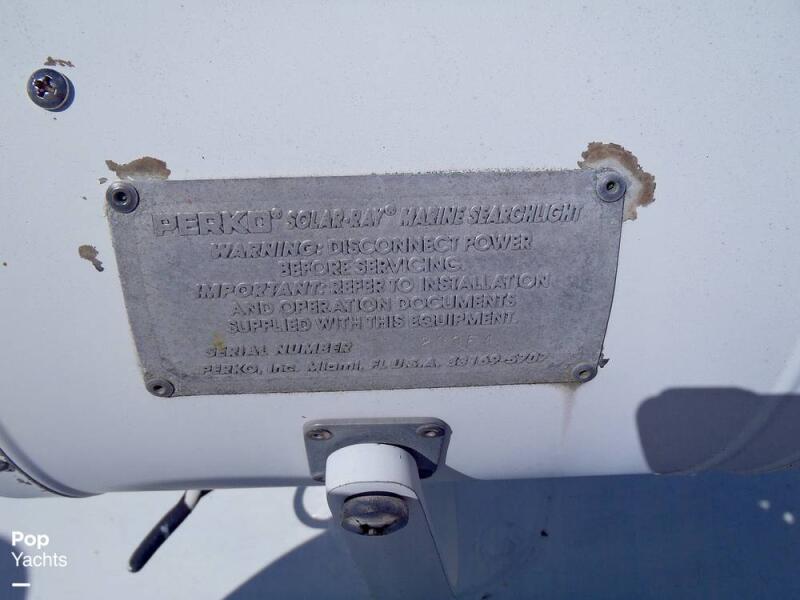 PERKO® SOLAR-RAY® MARINE SEARCHLIGHT
WARNING: DISCONNECT POWER
BEFORE SERVICING.
IMPORTANT: REFER TO INSTALLATION
AND OPERATION DOCUMENTS
SUPPLIED WITH THIS EQUIPMENT.
SERIAL NUMBER
PERKO, Inc. Miami, FL U.S.A. 33169-5707
Pop
Yachts